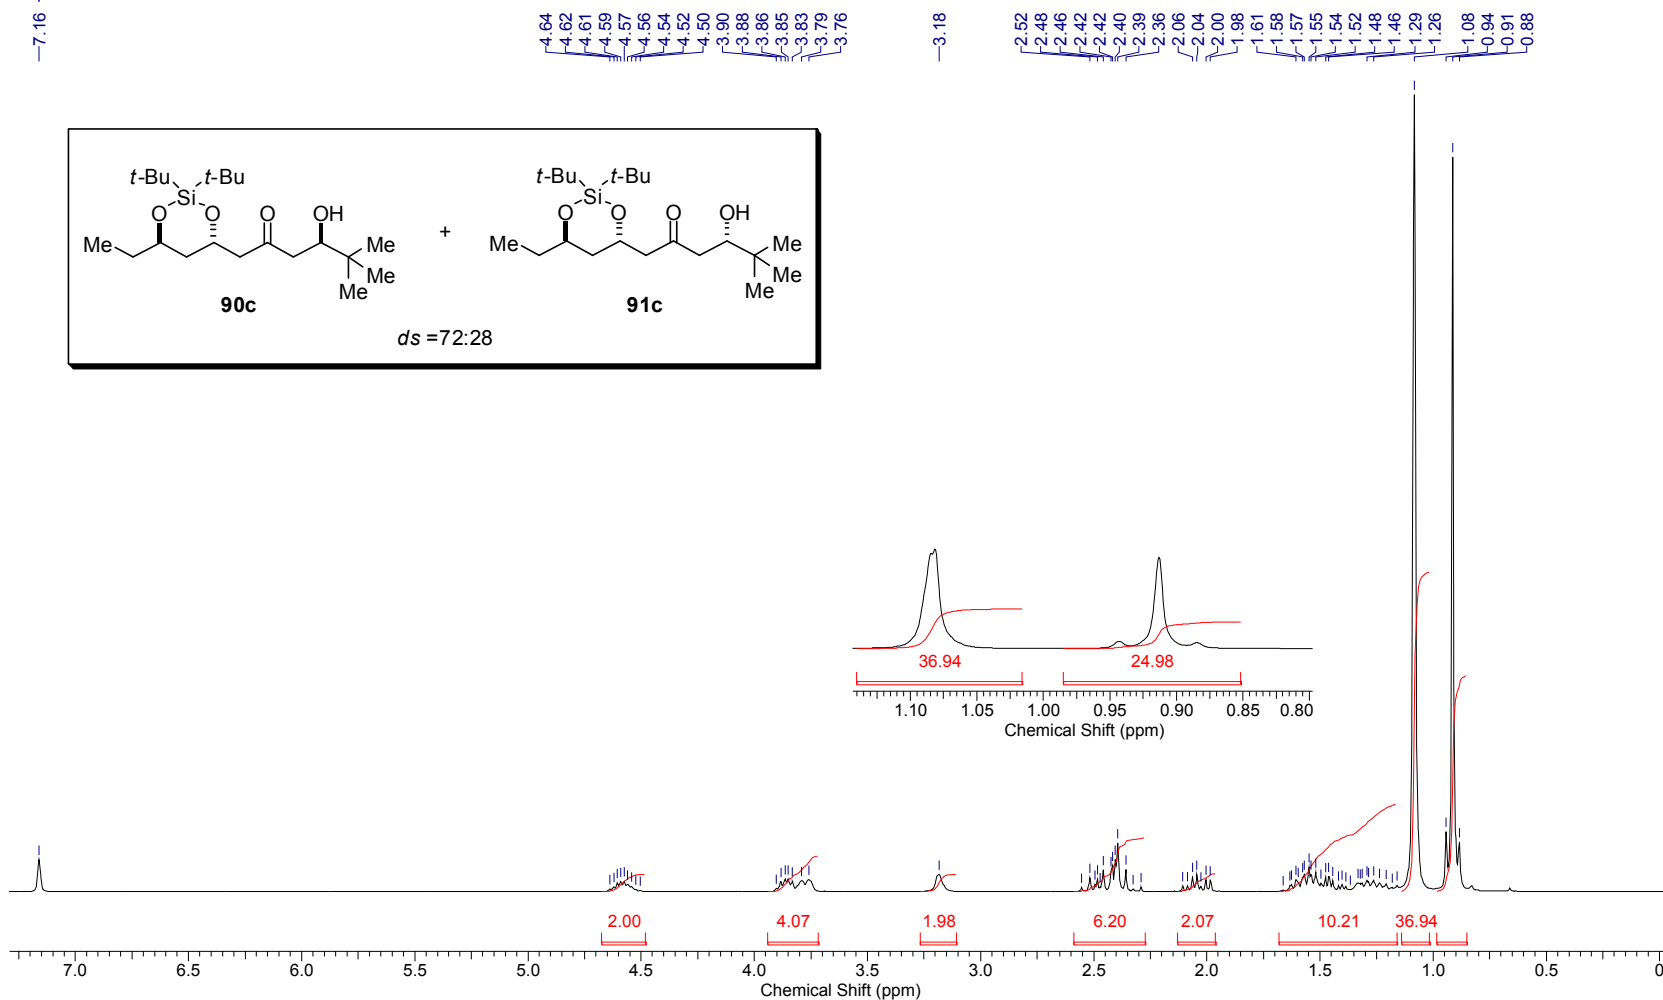 7.16
4.64 4.62 4.61 4.59 4.57 4.56 4.54 4.52 4.50 3.90 3.88 3.86 3.85 3.83 3.79 3.76
3.18
2.52 2.48 2.46 2.42 2.42 2.40 2.39 2.36 2.06 2.04 2.00 1.98 1.61 1.58 1.57 1.55 1.54 1.52 1.48 1.46 1.29 1.26 1.08 0.94 0.91 0.88
t-Bu t-Bu t-Bu t-Bu
Si Si
O O O OH O O O OH
Me Me + Me Me
Me Me
Me Me
90c 91c
ds =72:28
36.94 24.98
1.10 1.05 1.00 0.95 0.90 0.85 0.80
Chemical Shift (ppm)
2.00 4.07 1.98 6.20 2.07 10.21 36.94
7.0 6.5 6.0 5.5 5.0 4.5 4.0 3.5 3.0 2.5 2.0 1.5 1.0 0.5 0
Chemical Shift (ppm)